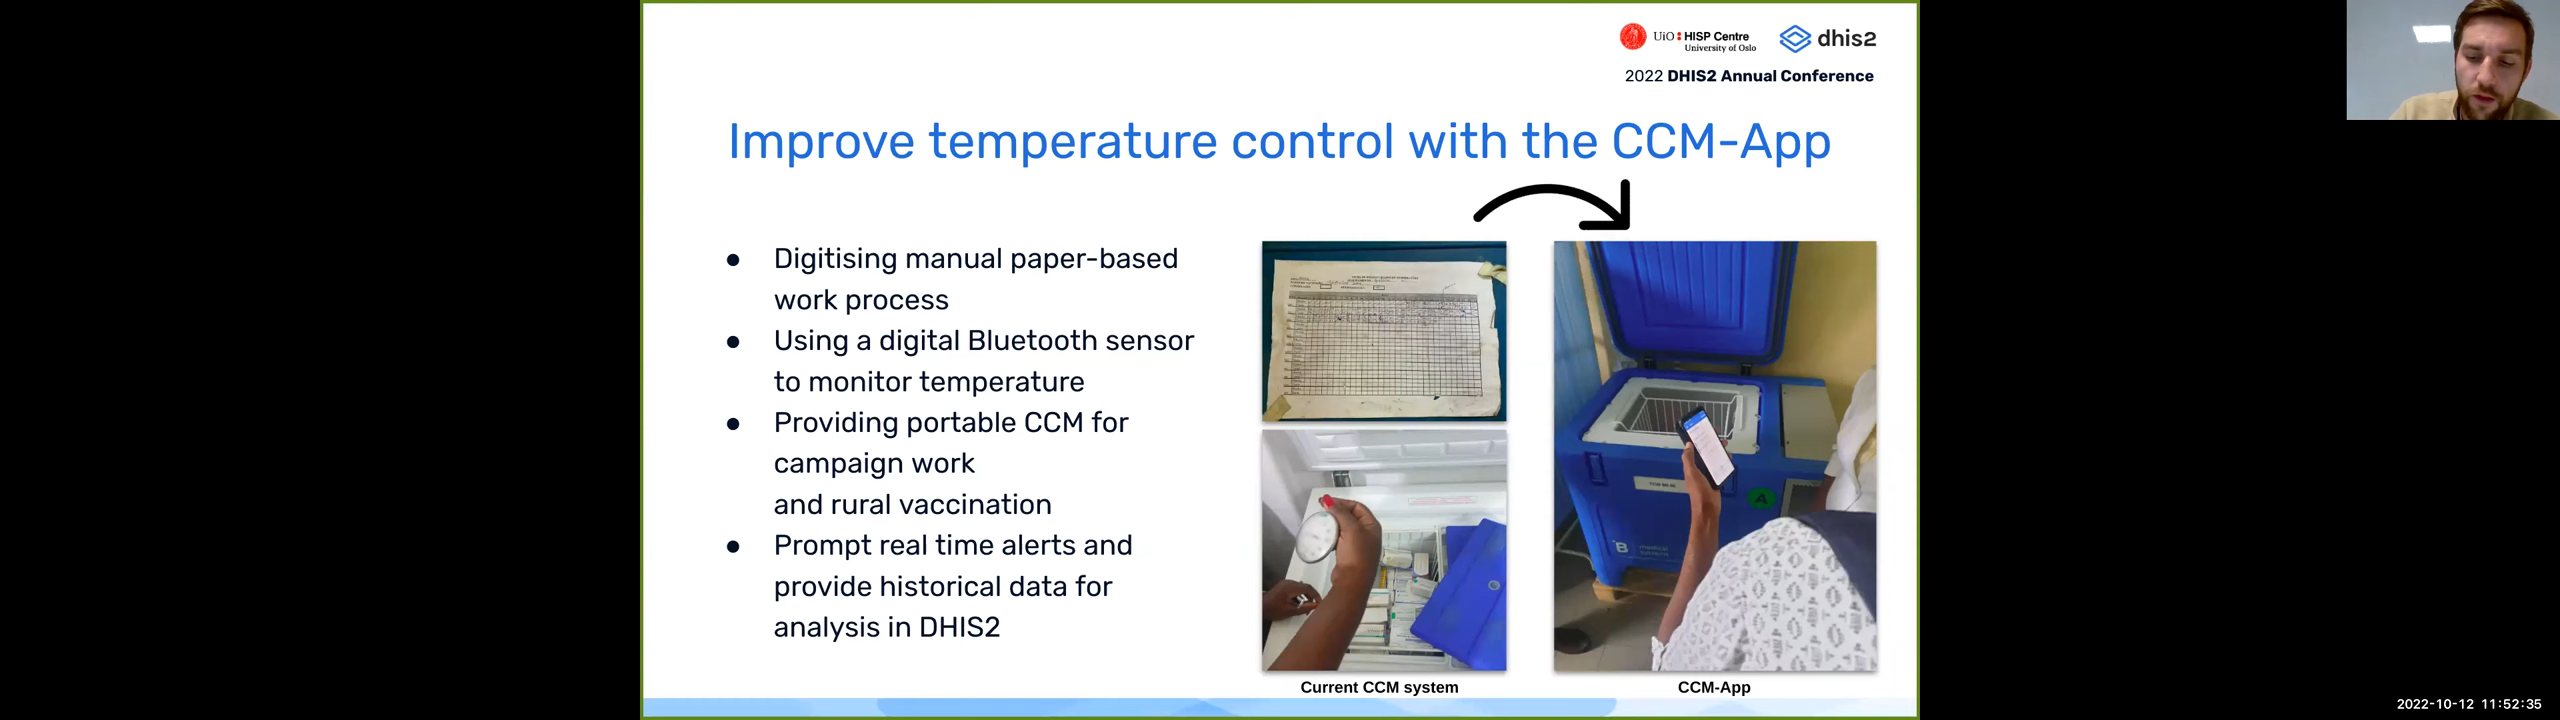 UiO: HISP Centre
University of Oslo
dhis2
2022 DHIS2 Annual Conference
Improve temperature control with the CCM-App
● Digitising manual paper-based
work process
● Using a digital Bluetooth sensor
to monitor temperature
● Providing portable CCM for
campaign work
and rural vaccination
● Prompt real time alerts and
provide historical data for
analysis in DHIS2
A
B medical
systems
Current CCM system
CCM-App
2022-10-12 11:52:35